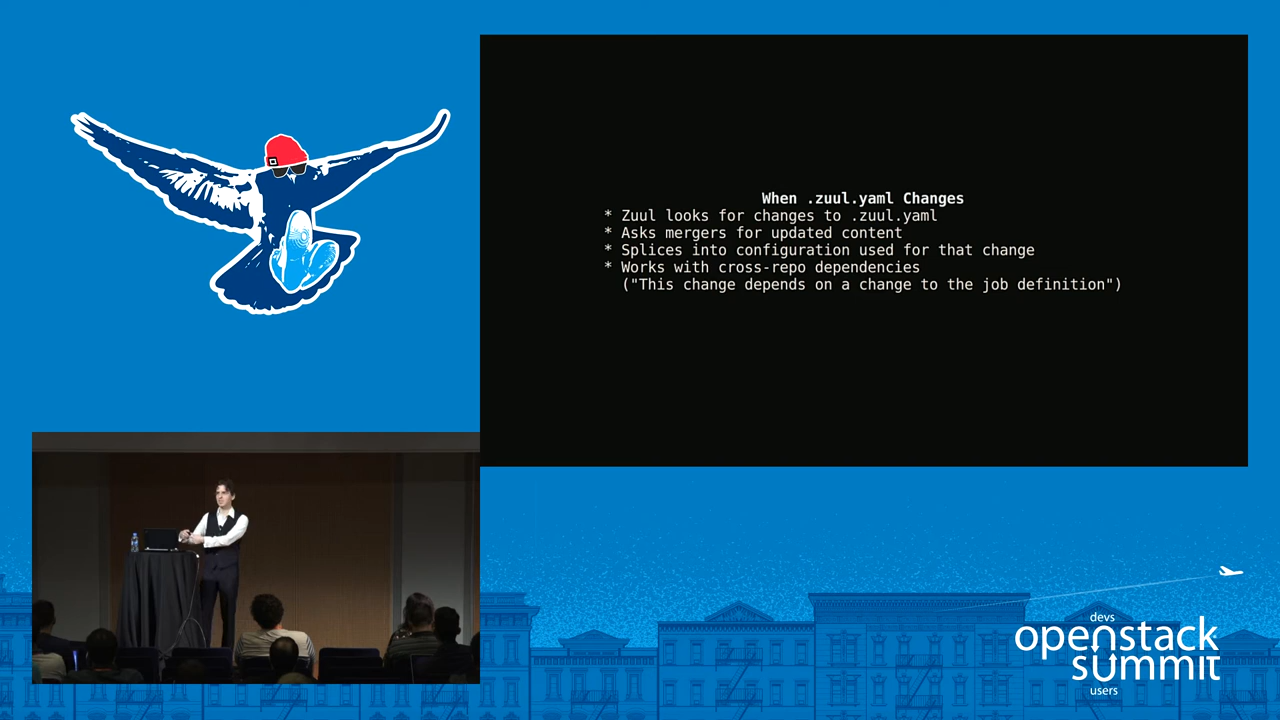 When .zuul.yaml Changes
* Zuul looks for changes to .zuul.yaml
* Asks mergers for updated content
* Splices into configuration used for that change
* Works with cross-repo dependencies
("This change depends on a change to the job definition")
devs
openstack
summit
users